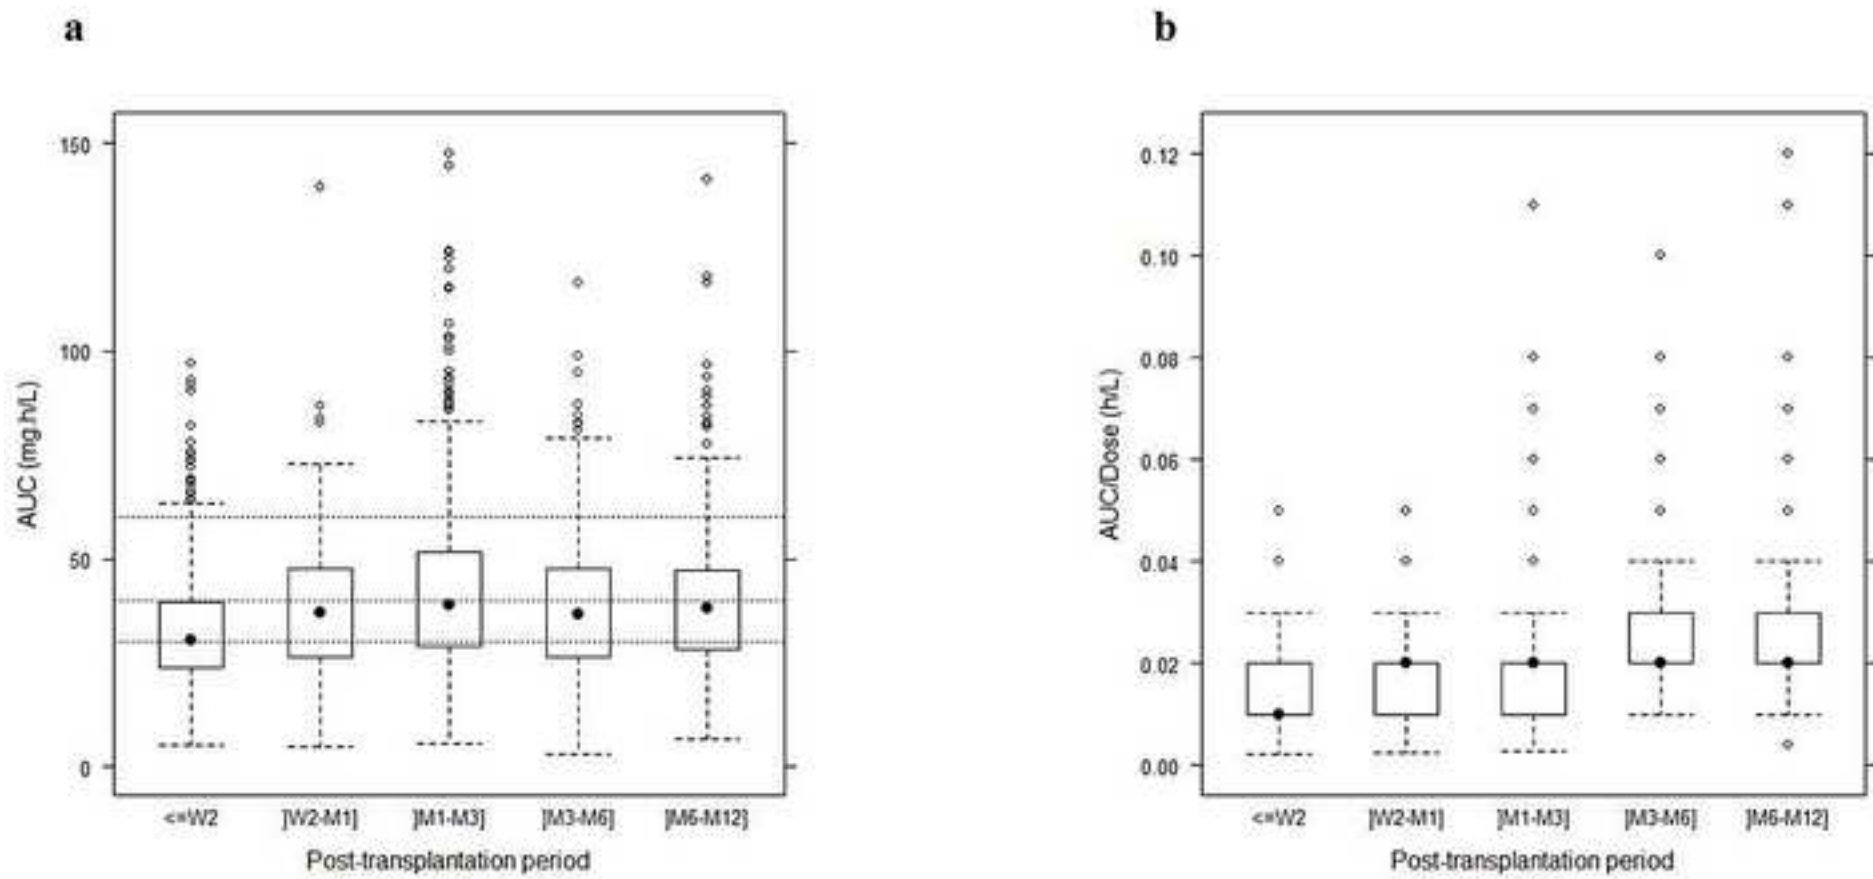 a
b
150
100
50
0
AUC (mg.h/L)
<=W2 ]W2-M1] ]M1-M3] ]M3-M6] ]M6-M12]
Post-transplantation period
0.12
0.10
0.08
0.06
0.04
0.02
0.00
AUC/Dose (h/L)
<=W2 ]W2-M1] ]M1-M3] ]M3-M6] ]M6-M12]
Post-transplantation period